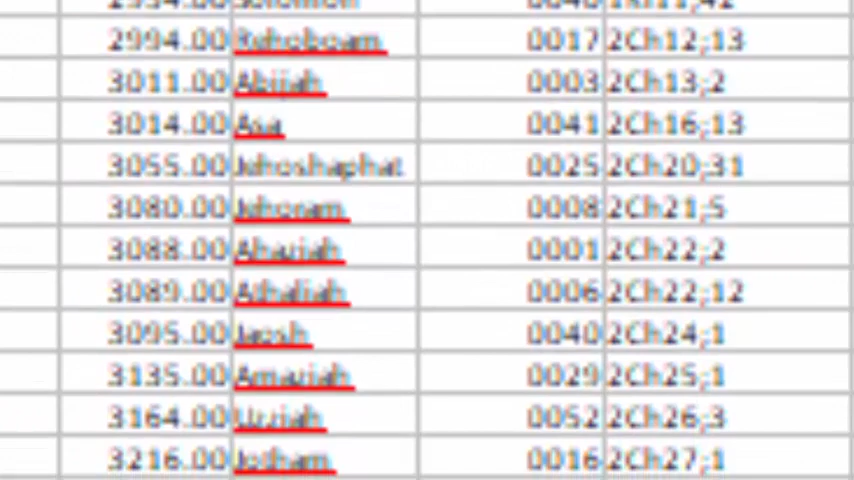 2994.00 Rehoboam 0017 2Ch12;13
3011.00 Abijah 0003 2Ch13;2
3014.00 Asa 0041 2Ch16;13
3055.00 Jehoshaphat 0025 2Ch20;31
3080.00 Jehoram 0008 2Ch21;5
3088.00 Ahaziah 0001 2Ch22;2
3089.00 Athaliah 0006 2Ch22;12
3095.00 Jaosh 0040 2Ch24;1
3135.00 Amaziah 0029 2Ch25;1
3164.00 Uzziah 0052 2Ch26;3
3216.00 Jotham 0016 2Ch27;1